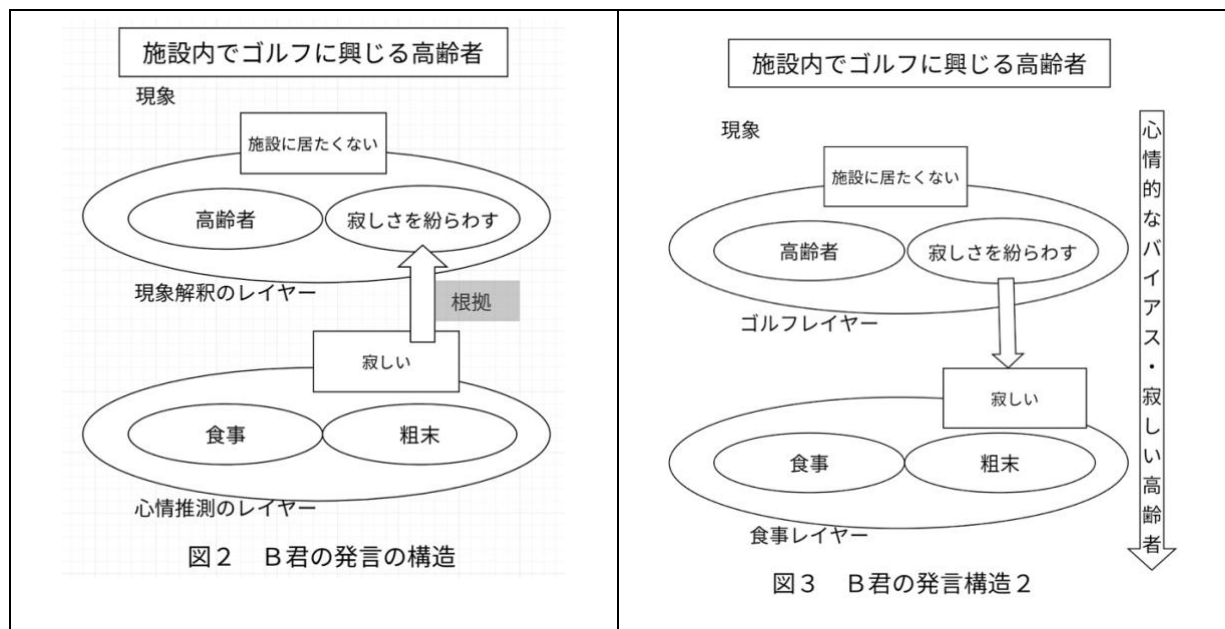 施設内でゴルフに興じる高齢者
現象
施設に居たくない
高齢者
寂しさを紛らわす
現象解釈のレイヤー
根拠
寂しい
食事
粗末
心情推測のレイヤー
図2 B君の発言の構造
施設内でゴルフに興じる高齢者
現象
施設に居たくない
高齢者
寂しさを紛らわす
ゴルフレイヤー
寂しい
食事
粗末
食事レイヤー
心情的なバイアス・寂しい高齢者
図3 B君の発言構造2